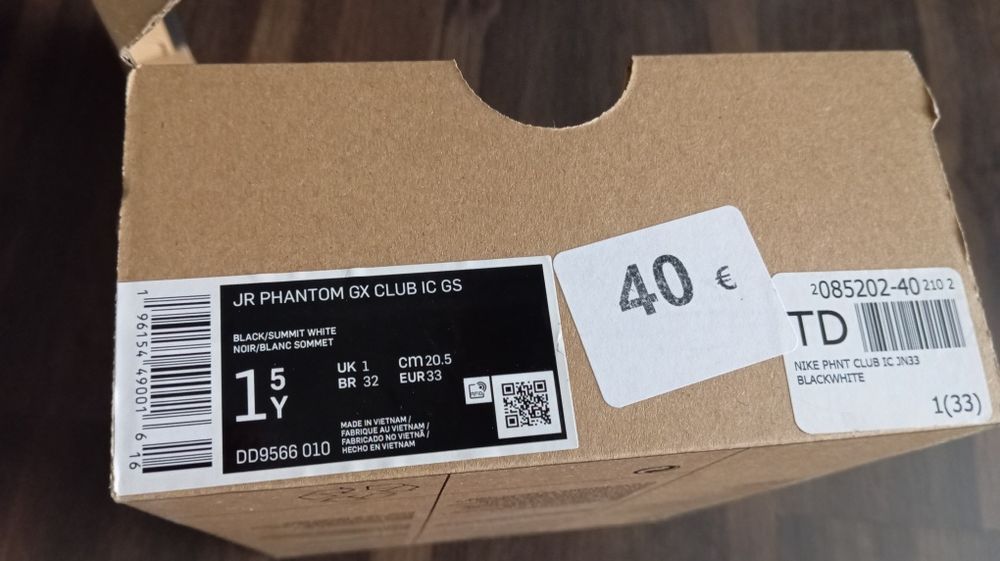 JR PHANTOM GX CLUB IC GS
BLACK/SUMMIT WHITE
NOIR/BLANC SOMMET
1 5 Y
UK 1
BR 32
cm 20.5
EUR 33
DD9566 010
MADE IN VIETNAM /
FABRIQUE AU VIETNAM /
FABRICADO NO VIETNÃ /
HECHO EN VIETNAM
RFID
1 96154 49001 6 16
40 €
2085202-40 210 2
TD
NIKE PHNT CLUB IC JN33
BLACKWHITE
1(33)